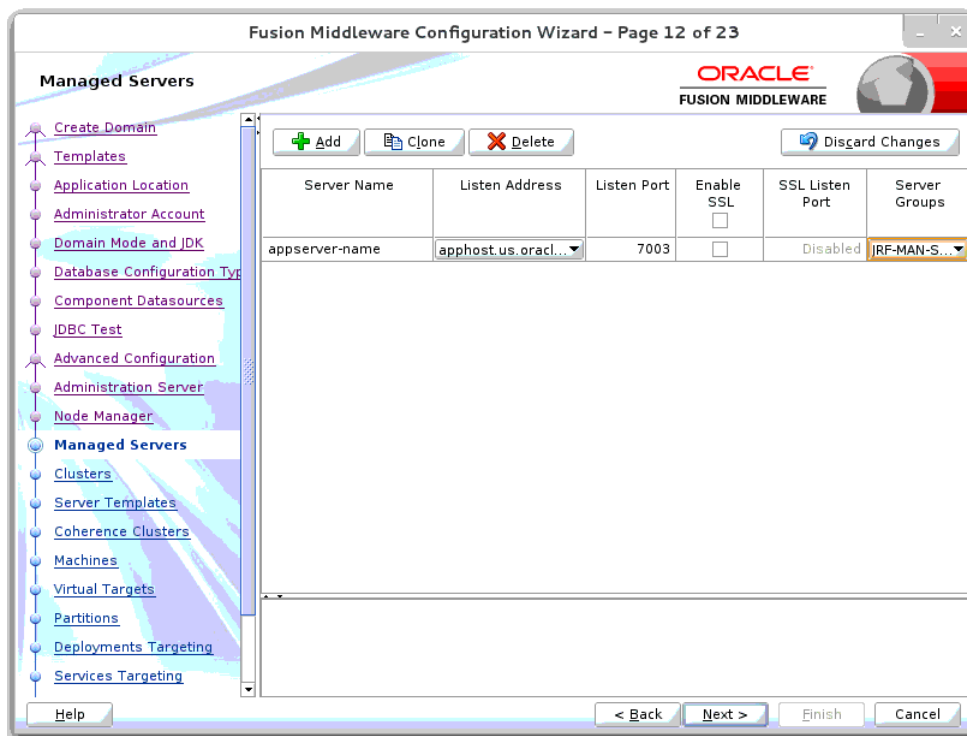 Fusion Middleware Configuration Wizard - Page 12 of 23
Managed Servers
ORACLE
FUSION MIDDLEWARE
Create Domain
Templates
Application Location
Administrator Account
Domain Mode and JDK
Database Configuration Typ
Component Datasources
JDBC Test
Advanced Configuration
Administration Server
Node Manager
Managed Servers
Clusters
Server Templates
Coherence Clusters
Machines
Virtual Targets
Partitions
Deployments Targeting
Services Targeting
Add Clone Delete Discard Changes
Server Name Listen Address Listen Port Enable SSL SSL Listen Port Server Groups
appserver-name apphost.us.oracl... 7003 Disabled JRF-MAN-S...
Help < Back Next > Finish Cancel